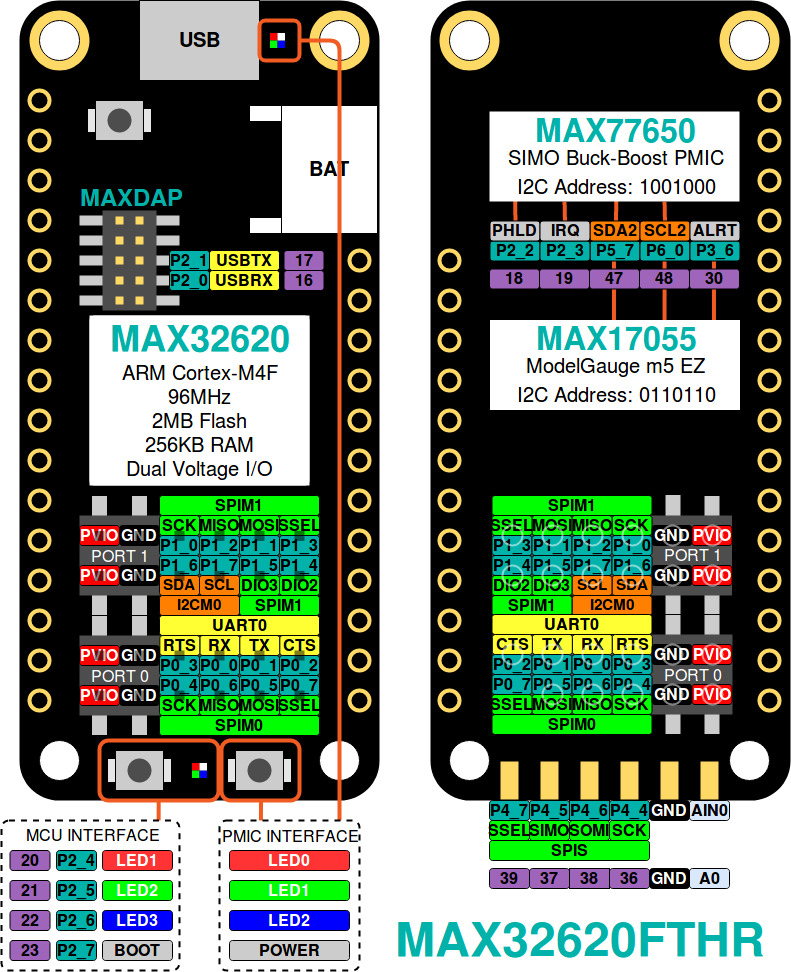 USB
BAT
MAXDAP
P2_1 USBTX 17
P2_0 USBRX 16
MAX32620
ARM Cortex-M4F
96MHz
2MB Flash
256KB RAM
Dual Voltage I/O
SPIM1
SCK MISO MOSI SSEL
PVIO GND P1_0 P1_2 P1_1 P1_3
PORT 1
PVIO GND P1_6 P1_7 P1_5 P1_4
SDA SCL DIO3 DIO2
I2CM0 SPIM1
UART0
RTS RX TX CTS
PVIO GND P0_3 P0_0 P0_1 P0_2
PORT 0
PVIO GND P0_4 P0_6 P0_5 P0_7
SCK MISO MOSI SSEL
SPIM0
MCU INTERFACE
20 P2_4 LED1
21 P2_5 LED2
22 P2_6 LED3
23 P2_7 BOOT
PMIC INTERFACE
LED0
LED1
LED2
POWER
MAX77650
SIMO Buck-Boost PMIC
I2C Address: 1001000
PHLD IRQ SDA2 SCL2 ALRT
P2_2 P2_3 P5_7 P6_0 P3_6
18 19 47 48 30
MAX17055
ModelGauge m5 EZ
I2C Address: 0110110
SPIM1
SSEL MOSI MISO SCK
P1_3 P1_1 P1_2 P1_0 GND PVIO
PORT 1
P1_4 P1_5 P1_7 P1_6 GND PVIO
DIO2 DIO3 SCL SDA
SPIM1 I2CM0
UART0
CTS TX RX RTS
P0_2 P0_1 P0_0 P0_3 GND PVIO
PORT 0
P0_7 P0_5 P0_6 P0_4 GND PVIO
SSEL MOSI MISO SCK
SPIM0
P4_7 P4_5 P4_6 P4_4 GND AIN0
SSEL SIMO SOMI SCK
SPIS
39 37 38 36 GND A0
MAX32620FTHR